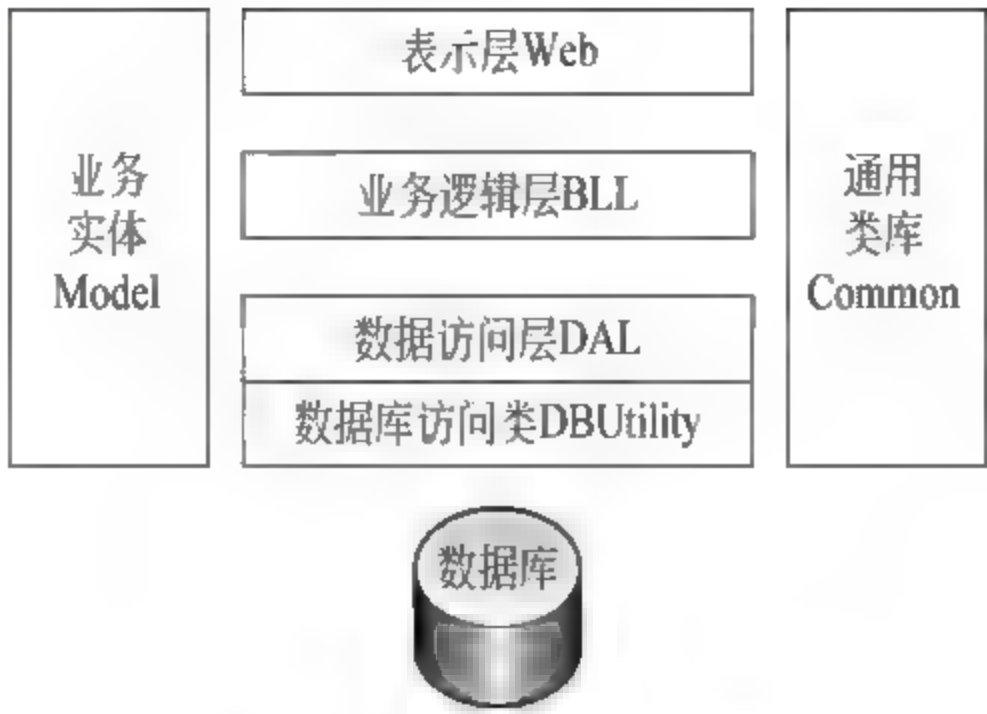 表示层Web
业务
实体
Model
业务逻辑层BLL
通用
类库
Common
数据访问层DAL
数据库访问类DBUtility
数据库